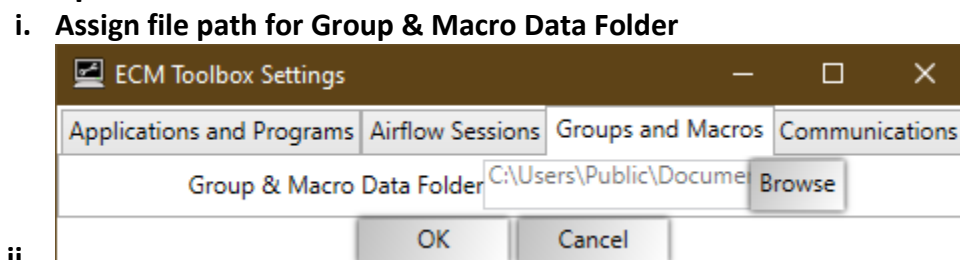 i. Assign file path for Group & Macro Data Folder
ECM Toolbox Settings
Applications and Programs Airflow Sessions Groups and Macros Communications
Group & Macro Data Folder C:\Users\Public\Docume Browse
OK Cancel
ii